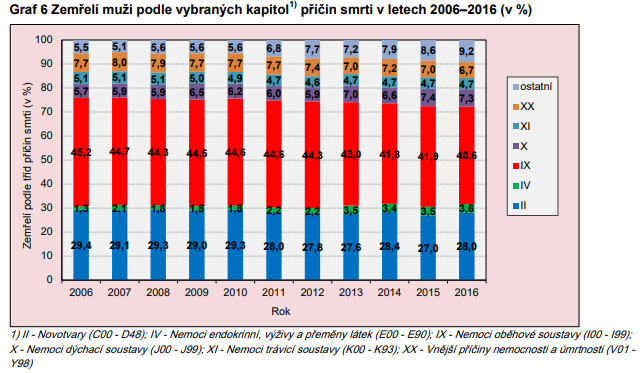 Graf 6 Zemřelí muži podle vybraných kapitol1) příčin smrti v letech 2006–2016 (v %)
Zemřelí podle tříd příčin smrti (v %)
100
90
80
70
60
50
40
30
20
10
0
5,5 5,1 5,6 5,6 5,6 6,8 7,7 7,2 7,9 8,6 9,2
7,7 8,0 7,9 7,7 7,7 7,7 7,4 7,0 7,2 7,0 6,7
5,1 5,1 5,1 5,0 4,9 4,7 4,6 4,7 4,7 4,7 4,7
5,7 5,9 5,9 6,5 6,2 6,0 5,9 7,0 6,6 7,4 7,3
45,2 44,7 44,3 44,5 44,6 44,6 44,3 43,0 41,8 41,9 40,6
1,3 2,1 1,8 1,8 1,8 2,2 2,2 3,5 3,4 3,5 3,6
29,4 29,1 29,3 29,0 29,3 28,0 27,8 27,6 28,4 27,0 28,0
2006 2007 2008 2009 2010 2011 2012 2013 2014 2015 2016
Rok
ostatní
XX
XI
X
IX
IV
II
1) II - Novotvary (C00 - D48); IV - Nemoci endokrinní, výživy a přeměny látek (E00 - E90); IX - Nemoci oběhové soustavy (I00 - I99);
X - Nemoci dýchací soustavy (J00 - J99); XI - Nemoci trávicí soustavy (K00 - K93); XX - Vnější příčiny nemocnosti a úmrtnosti (V01 -
Y98)